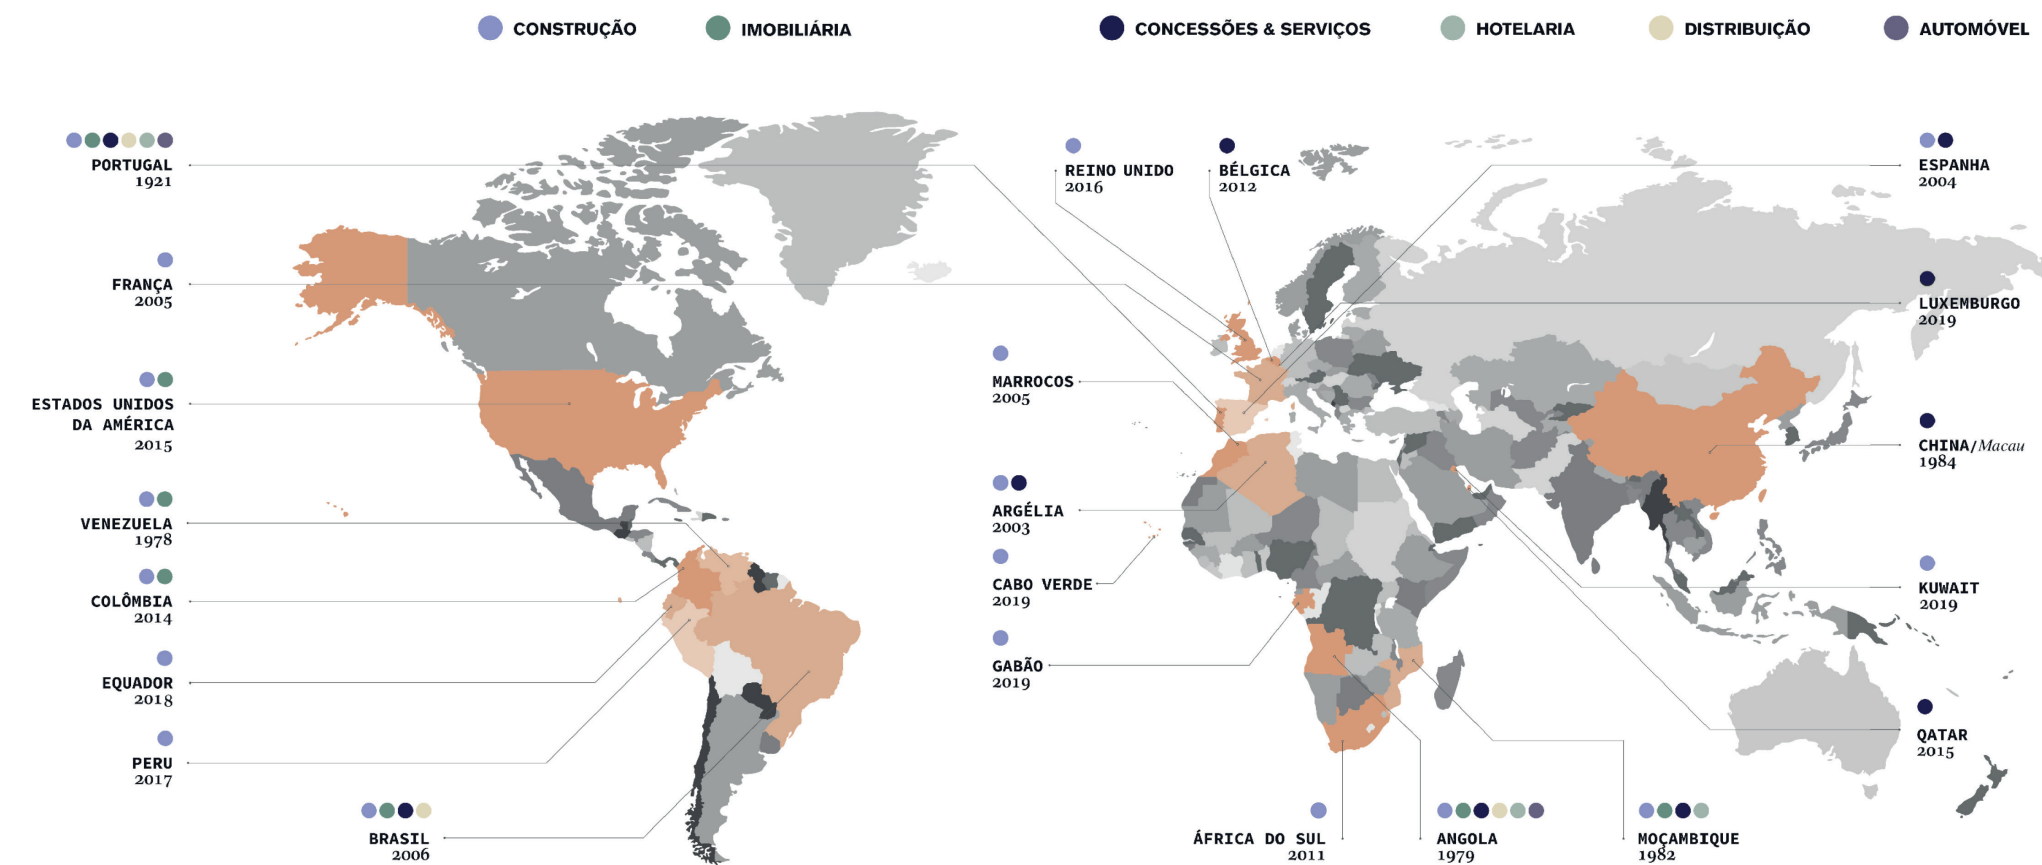 CONSTRUÇÃO
IMOBILIÁRIA
CONCESSÕES & SERVIÇOS
HOTELARIA
DISTRIBUIÇÃO
AUTOMÓVEL
PORTUGAL
1921
FRANÇA
2005
ESTADOS UNIDOS
DA AMÉRICA
2015
VENEZUELA
1978
COLÔMBIA
2014
EQUADOR
2018
PERU
2017
BRASIL
2006
REINO UNIDO
2016
BÉLGICA
2012
MARROCOS
2005
ARGÉLIA
2003
CABO VERDE
2019
GABÃO
2019
ÁFRICA DO SUL
2011
ANGOLA
1979
MOÇAMBIQUE
1982
ESPANHA
2004
LUXEMBURGO
2019
CHINA/Macau
1984
KUWAIT
2019
QATAR
2015